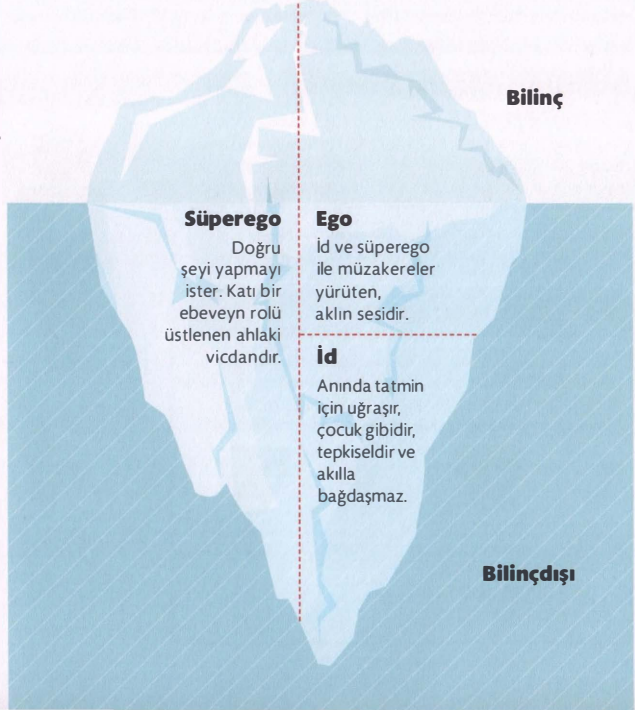 Bilinç
Süperego
Doğru
şeyi yapmayı
ister. Katı bir
ebeveyn rolü
üstlenen ahlaki
vicdandır.
Ego
İd ve süperego
ile müzakereler
yürüten,
aklın sesidir.
İd
Anında tatmin
için uğraşır,
çocuk gibidir,
tepkiseldir ve
akılla
bağdaşmaz.
Bilinçdışı